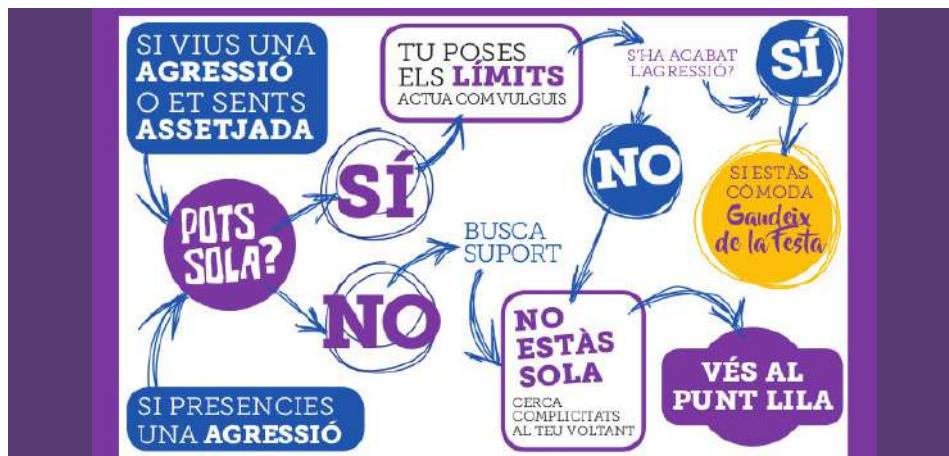 SI VIUS UNA
AGRESSIÓ
O ET SENTS
ASSETJADA
TU POSES
ELS LÍMITS
ACTUA COM VULGUIS
S'HA ACABAT
L'AGRESSIÓ?
SÍ
POTS
SOLA?
SÍ
NO
SI ESTÀS
CÒMODA
Gaudeix
de la Festa
BUSCA
SUPORT
NO
NO
ESTÀS
SOLA
CERCA
COMPLICITATS
AL TEU VOLTANT
VÉS AL
PUNT LILA
SI PRESENCIES
UNA AGRESSIÓ